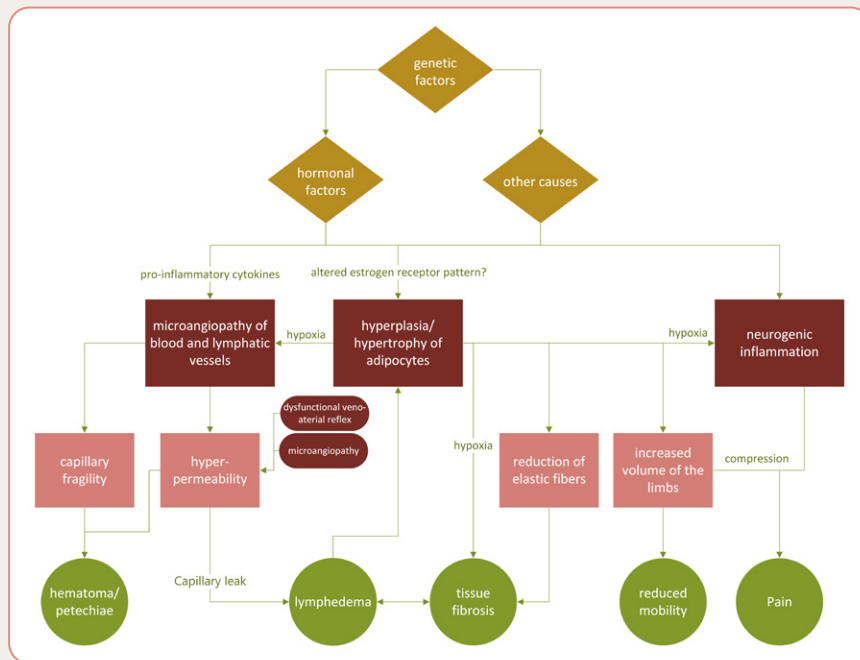 genetic
factors
hormonal
factors
other causes
pro-inflammatory cytokines
altered estrogen receptor pattern?
microangiopathy of
blood and lymphatic
vessels
hypoxia
hyperplasia/
hypertrophy of
adipocytes
hypoxia
neurogenic
inflammation
dysfunctional veno-
aterial reflex
microangiopathy
capillary
fragility
hyper-
permeability
hypoxia
reduction of
elastic fibers
increased
volume of the
limbs
compression
hematoma/
petechiae
Capillary leak
lymphedema
tissue
fibrosis
reduced
mobility
Pain